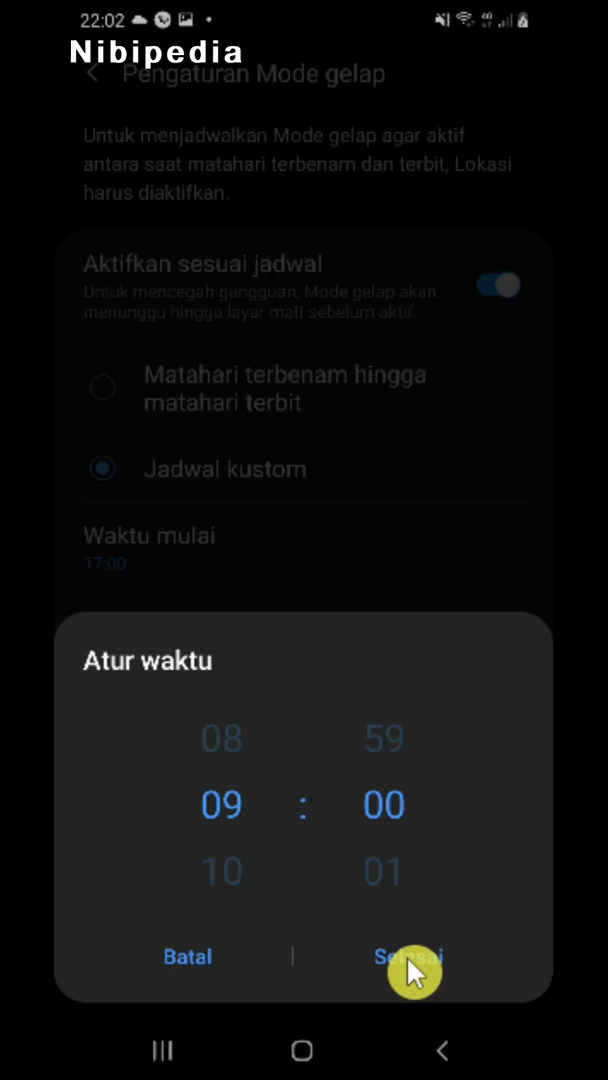 22:02
Nibipedia
Pengaturan Mode gelap
Untuk menjadwalkan Mode gelap agar aktif
antara saat matahari terbenam dan terbit, Lokasi
harus diaktifkan.
Aktifkan sesuai jadwal
Untuk mencegah gangguan, Mode gelap akan
menunggu hingga layar mati sebelum aktif.
Matahari terbenam hingga
matahari terbit
Jadwal kustom
Waktu mulai
17:00
Atur waktu
08 59
09 : 00
10 01
Batal | Selesai